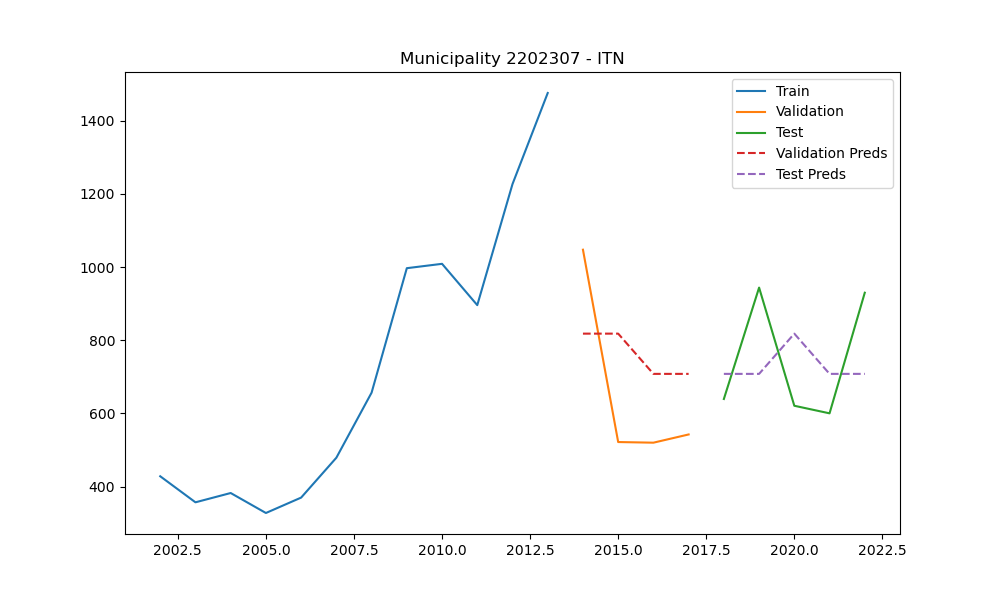 Municipality 2202307 - ITN
Train
Validation
Test
Validation Preds
Test Preds
1400
1200
1000
800
600
400
2002.5 2005.0 2007.5 2010.0 2012.5 2015.0 2017.5 2020.0 2022.5